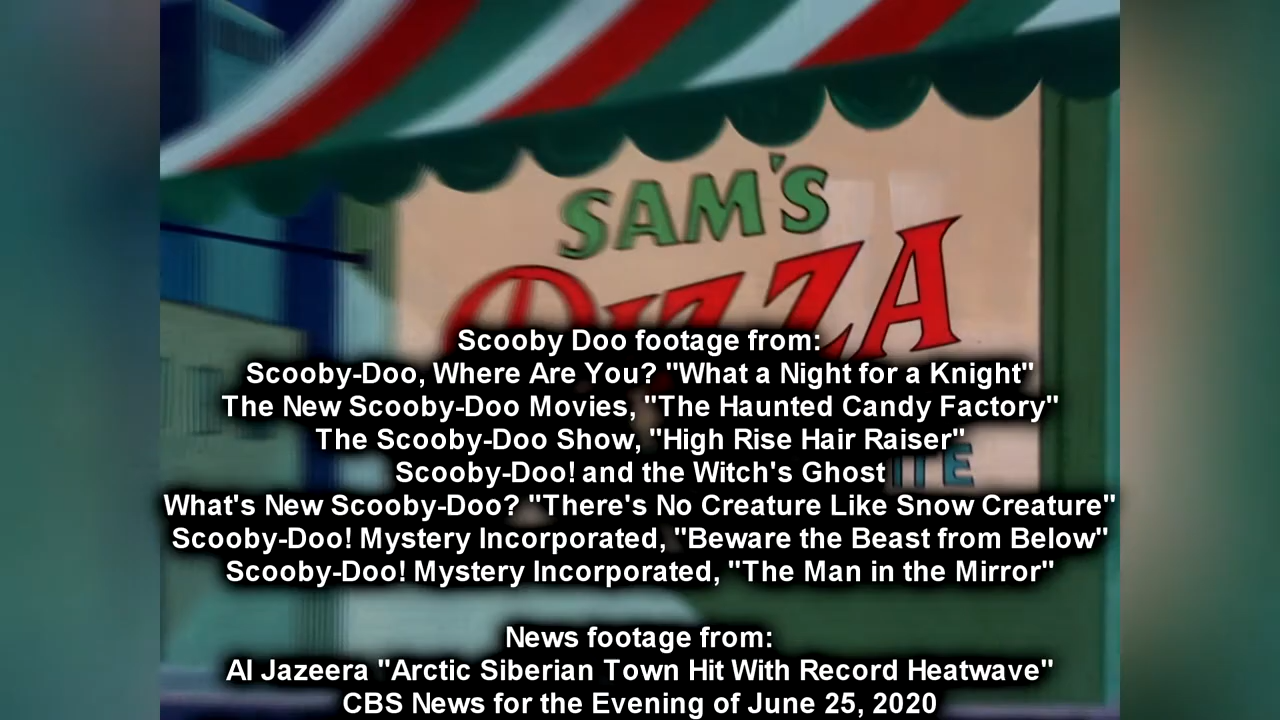 SAM'S
PIZZA
Scooby Doo footage from:
Scooby-Doo, Where Are You? "What a Night for a Knight"
The New Scooby-Doo Movies, "The Haunted Candy Factory"
The Scooby-Doo Show, "High Rise Hair Raiser"
Scooby-Doo! and the Witch's Ghost
What's New Scooby-Doo? "There's No Creature Like Snow Creature"
Scooby-Doo! Mystery Incorporated, "Beware the Beast from Below"
Scooby-Doo! Mystery Incorporated, "The Man in the Mirror"
News footage from:
Al Jazeera "Arctic Siberian Town Hit With Record Heatwave"
CBS News for the Evening of June 25, 2020